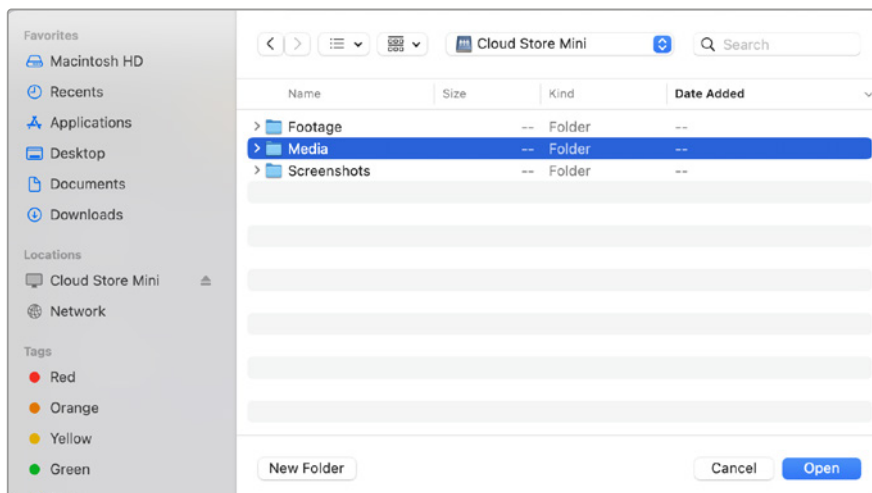 Favorites
Macintosh HD
Recents
Applications
Desktop
Documents
Downloads
Locations
Cloud Store Mini
Network
Tags
Red
Orange
Yellow
Green
Cloud Store Mini
Search
Name Size Kind Date Added
Footage -- Folder --
Media -- Folder --
Screenshots -- Folder --
New Folder Cancel Open